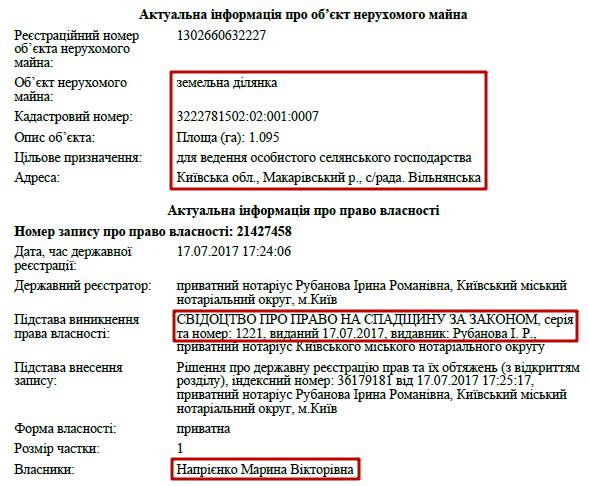 Актуальна інформація про об’єкт нерухомого майна
Реєстраційний номер об’єкта нерухомого майна: 1302660632227
Об’єкт нерухомого майна: земельна ділянка
Кадастровий номер: 3222781502:02:001:0007
Опис об’єкта: Площа (га): 1.095
Цільове призначення: для ведення особистого селянського господарства
Адреса: Київська обл., Макарівський р., с/рада. Вільнянська
Актуальна інформація про право власності
Номер запису про право власності: 21427458
Дата, час державної реєстрації: 17.07.2017 17:24:06
Державний реєстратор: приватний нотаріус Рубанова Ірина Романівна, Київський міський
нотаріальний округ, м.Київ
Підстава виникнення права власності: СВІДОЦТВО ПРО ПРАВО НА СПАДЩИНУ ЗА ЗАКОНОМ, серія
та номер: 1221, виданий 17.07.2017, видавник: Рубанова І. Р.,
приватний нотаріус Київського міського нотаріального округу
Підстава внесення запису: Рішення про державну реєстрацію прав та їх обтяжень (з відкриттям
розділу), індексний номер: 36179181 від 17.07.2017 17:25:17,
приватний нотаріус Рубанова Ірина Романівна, Київський міський
нотаріальний округ, м.Київ
Форма власності: приватна
Розмір частки: 1
Власники: Напрієнко Марина Вікторівна